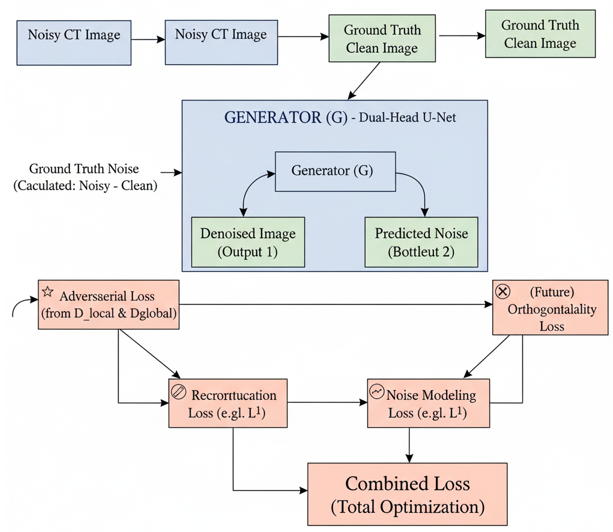 Noisy CT Image
Noisy CT Image
Ground Truth
Clean Image
Ground Truth
Clean Image
GENERATOR (G) - Dual-Head U-Net
Ground Truth Noise
(Caculated: Noisy - Clean)
Generator (G)
Denoised Image
(Output 1)
Predicted Noise
(Bottleut 2)
Adversserial Loss
(from D_local & Dglobal)
(Future)
Orthogontalality
Loss
Recrorttucation
Loss (e.gl. L¹)
Noise Modeling
Loss (e.gl. L¹)
Combined Loss
(Total Optimization)